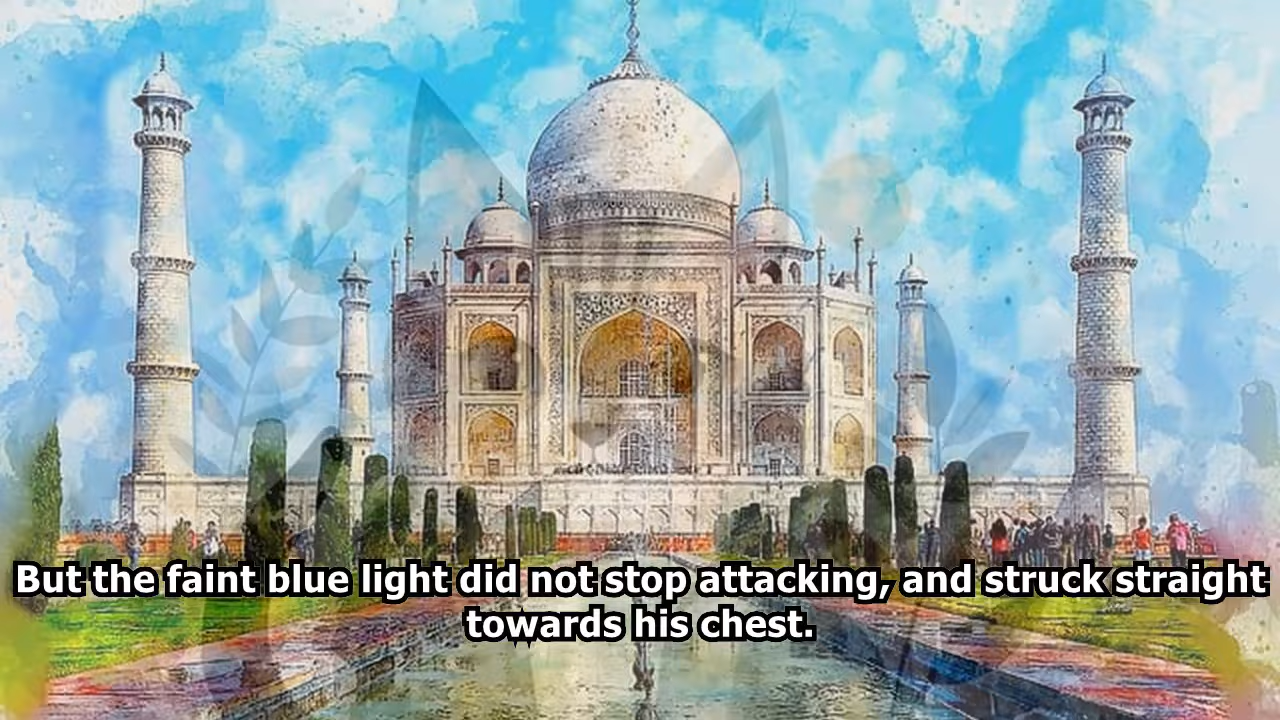 But the faint blue light did not stop attacking, and struck straight
towards his chest.